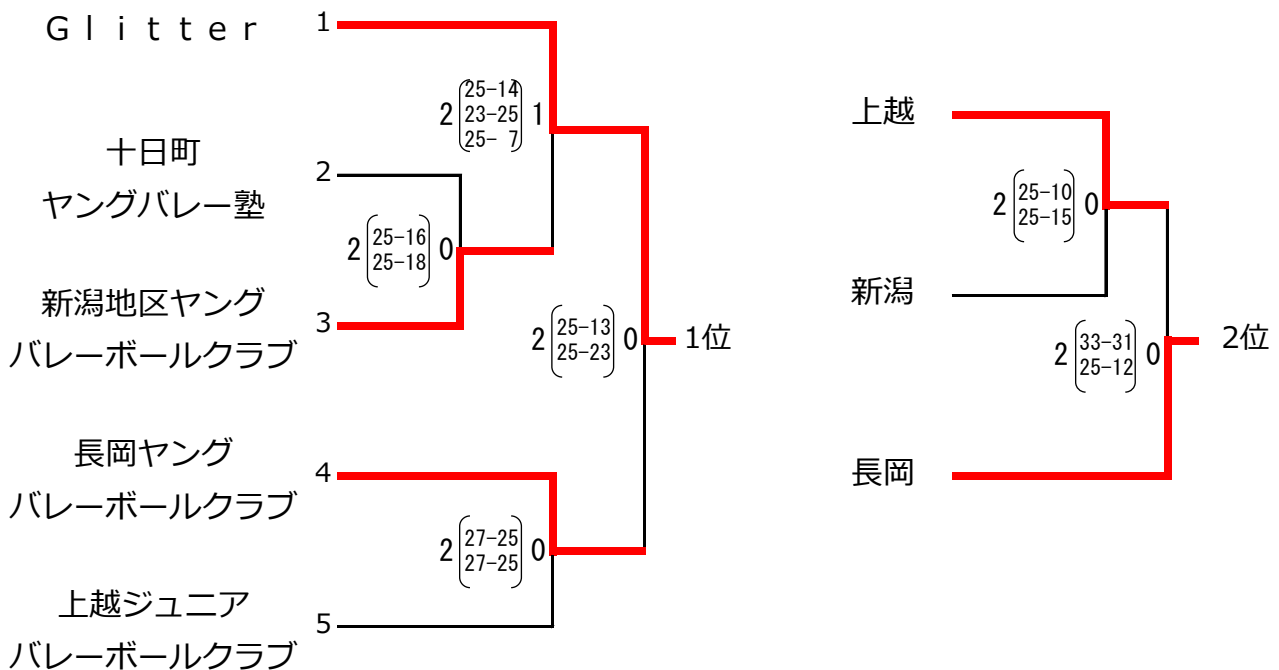 Ｇｌｉｔｔｅｒ 1
2 25-14 1
23-25
25- 7
十日町
ヤングバレー塾 2
2 25-16 0
25-18
新潟地区ヤング
バレーボールクラブ 3
2 25-13 0
25-23
1位
長岡ヤング
バレーボールクラブ 4
2 27-25 0
27-25
上越ジュニア
バレーボールクラブ 5
上越
2 25-10 0
25-15
新潟
2 33-31 0
25-12
2位
長岡